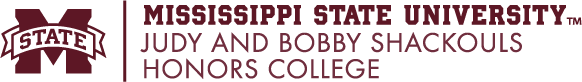 STATE
MISSISSIPPI STATE UNIVERSITY™
JUDY AND BOBBY SHACKOULS
HONORS COLLEGE